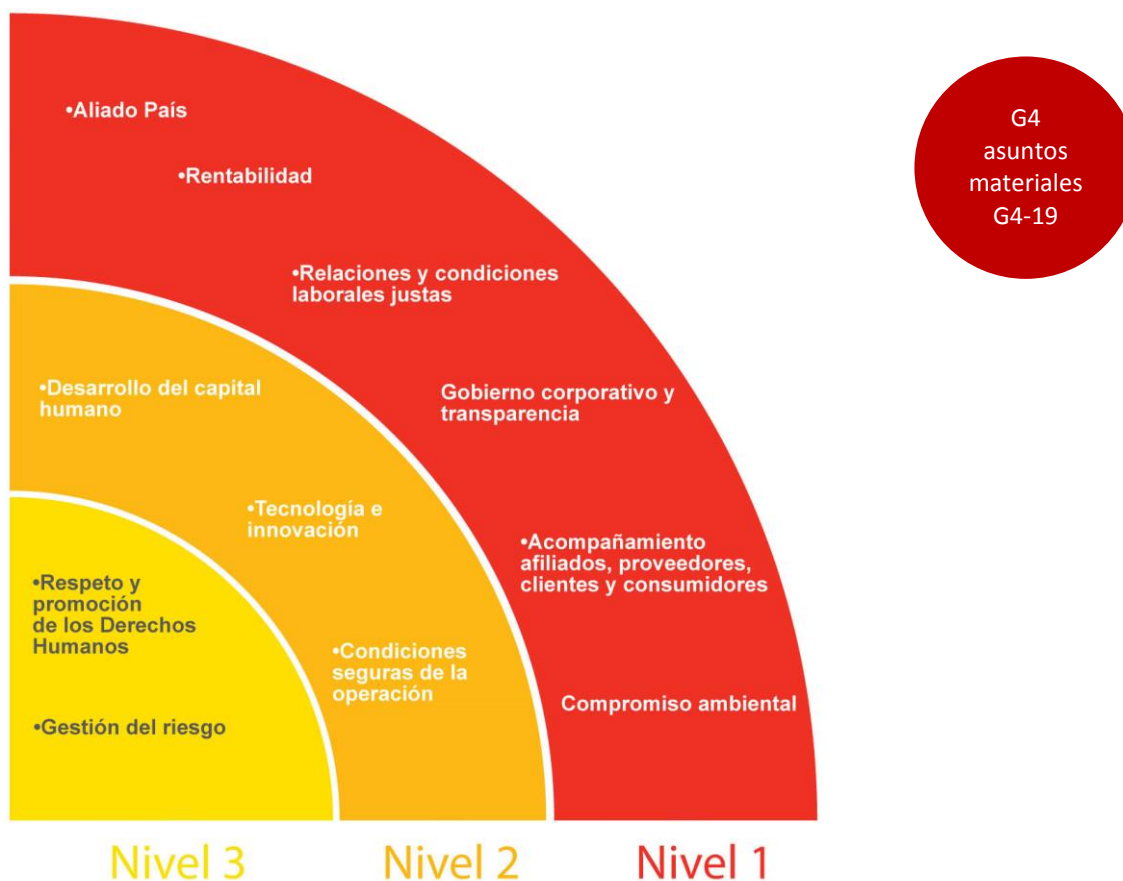 •Aliado País
•Rentabilidad
•Relaciones y condiciones
laborales justas
Gobierno corporativo y
transparencia
•Acompañamiento
afiliados, proveedores,
clientes y consumidores
Compromiso ambiental
•Desarrollo del capital
humano
•Tecnología e
innovación
•Condiciones
seguras de la
operación
•Respeto y
promoción
de los Derechos
Humanos
•Gestión del riesgo
Nivel 3
Nivel 2
Nivel 1
G4
asuntos
materiales
G4-19